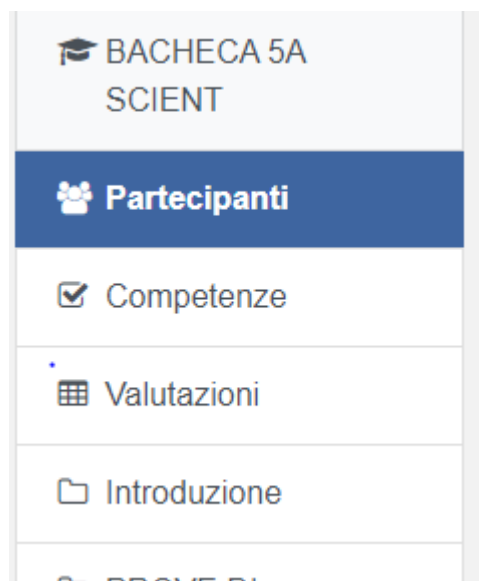 BACHECA 5A
SCIENT
Partecipanti
Competenze
Valutazioni
Introduzione